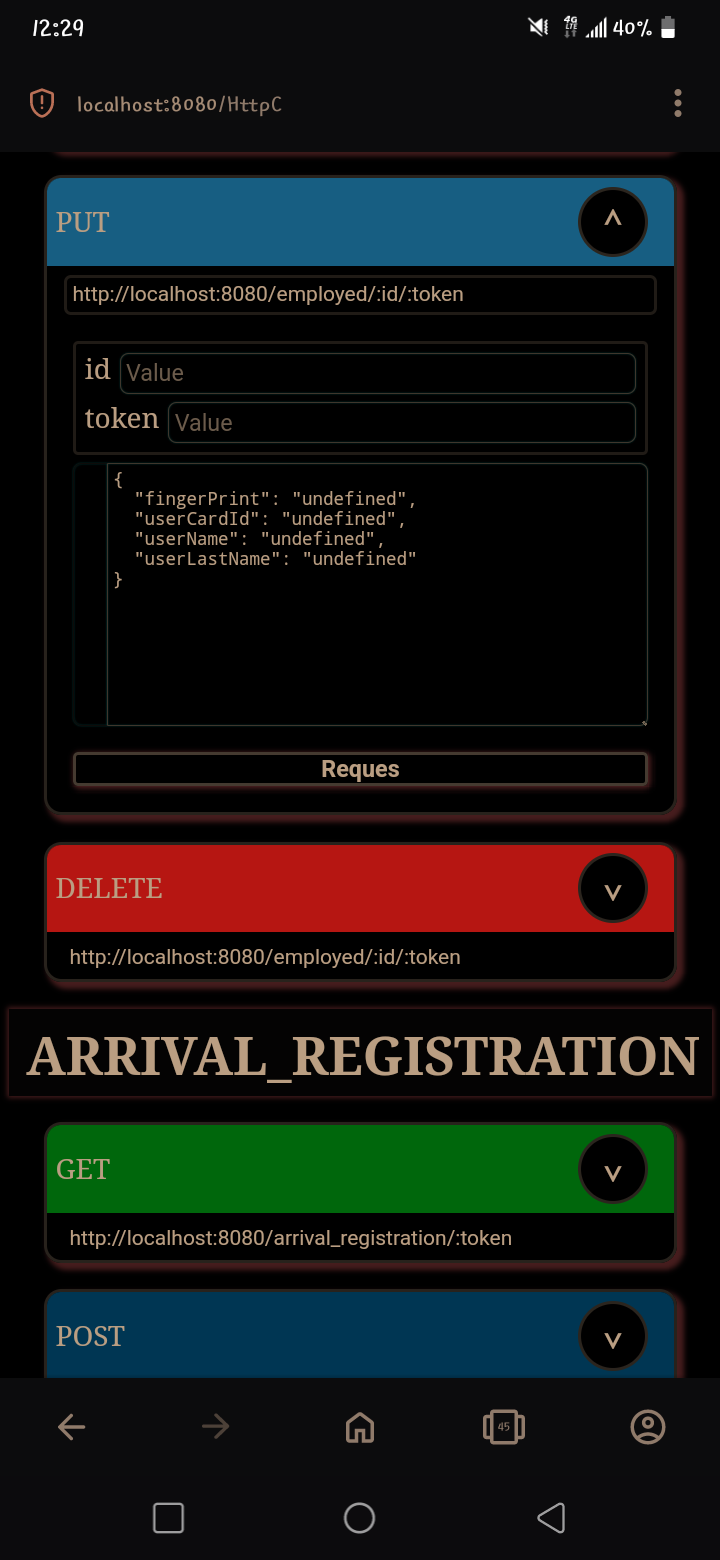 12:29
4G
LTE
40%
localhost:8080/HttpC
PUT
^
http://localhost:8080/employed/:id/:token
id Value
token Value
{
"fingerPrint": "undefined",
"userCardId": "undefined",
"userName": "undefined",
"userLastName": "undefined"
}
Reques
DELETE
v
http://localhost:8080/employed/:id/:token
ARRIVAL_REGISTRATION
GET
v
http://localhost:8080/arrival_registration/:token
POST
v
45